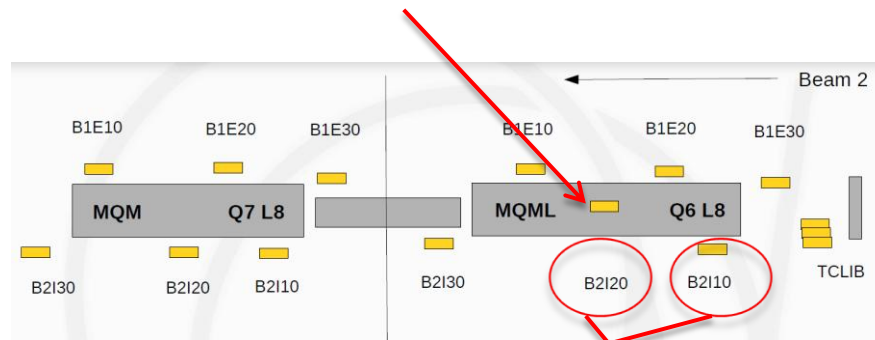 Beam 2
B1E10 B1E20 B1E30 B1E10 B1E20 B1E30
MQM Q7 L8 MQML Q6 L8
B2I30 B2I20 B2I10 B2I30 B2I20 B2I10 TCLIB